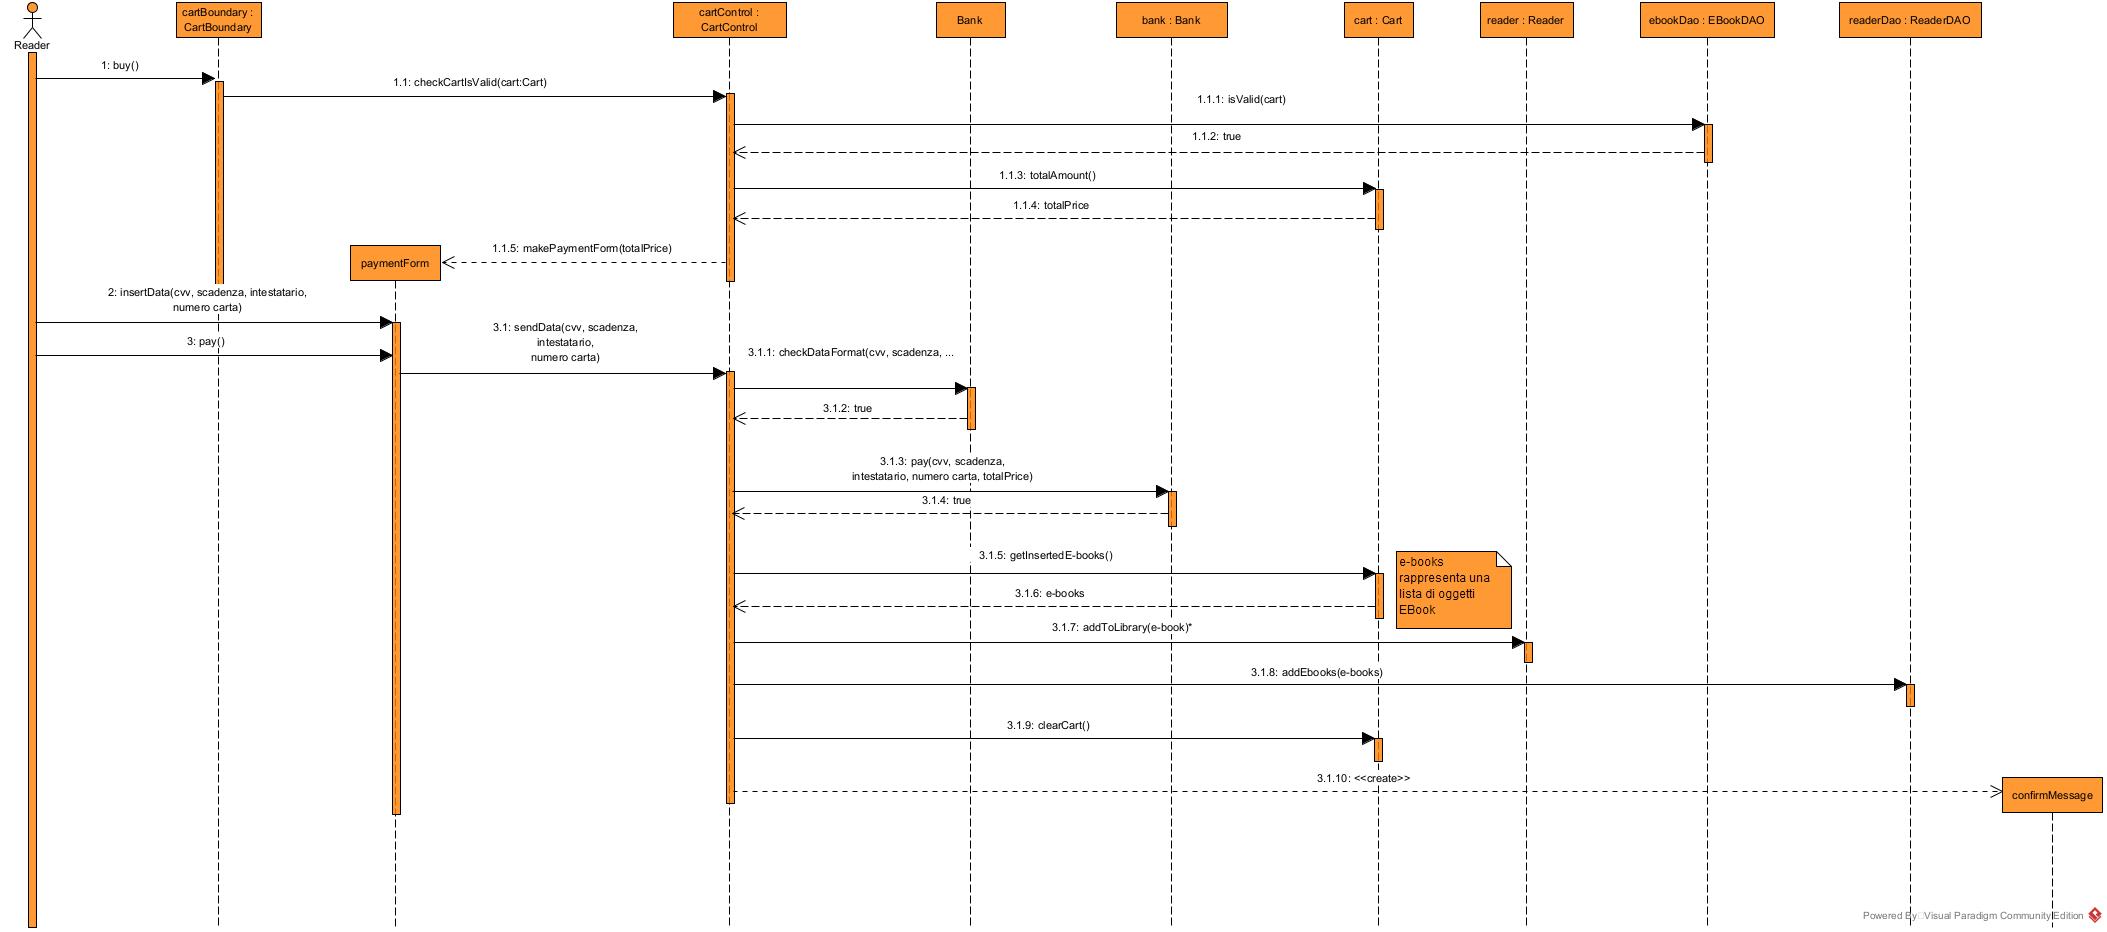 cartBoundary :
CartBoundary
cartControl :
CartControl
Bank
bank : Bank
cart : Cart
reader : Reader
ebookDao : EBookDAO
readerDao : ReaderDAO
Reader
1: buy()
1.1: checkCartIsValid(cart:Cart)
1.1.1: isValid(cart)
1.1.2: true
1.1.3: totalAmount()
1.1.4: totalPrice
1.1.5: makePaymentForm(totalPrice)
paymentForm
2: insertData(cvv, scadenza, intestatario,
numero carta)
3.1: sendData(cvv, scadenza,
intestatario,
numero carta)
3: pay()
3.1.1: checkDataFormat(cvv, scadenza, ...
3.1.2: true
3.1.3: pay(cvv, scadenza,
intestatario, numero carta, totalPrice)
3.1.4: true
3.1.5: getInsertedE-books()
e-books
rappresenta una
lista di oggetti
EBook
3.1.6: e-books
3.1.7: addToLibrary(e-book)*
3.1.8: addEbooks(e-books)
3.1.9: clearCart()
3.1.10: <<create>>
confirmMessage
Powered By Visual Paradigm Community Edition